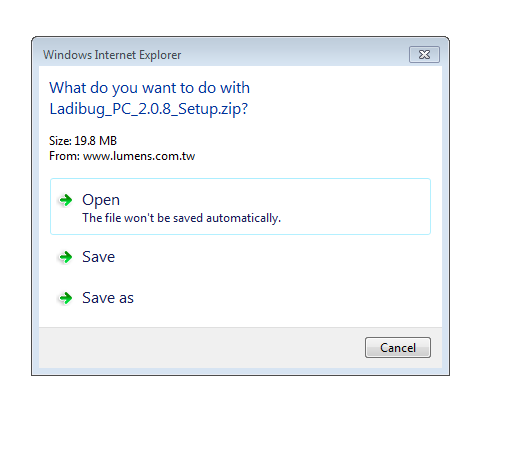 Windows Internet Explorer
What do you want to do with
Ladibug_PC_2.0.8_Setup.zip?
Size: 19.8 MB
From: www.lumens.com.tw
Open
The file won't be saved automatically.
Save
Save as
Cancel